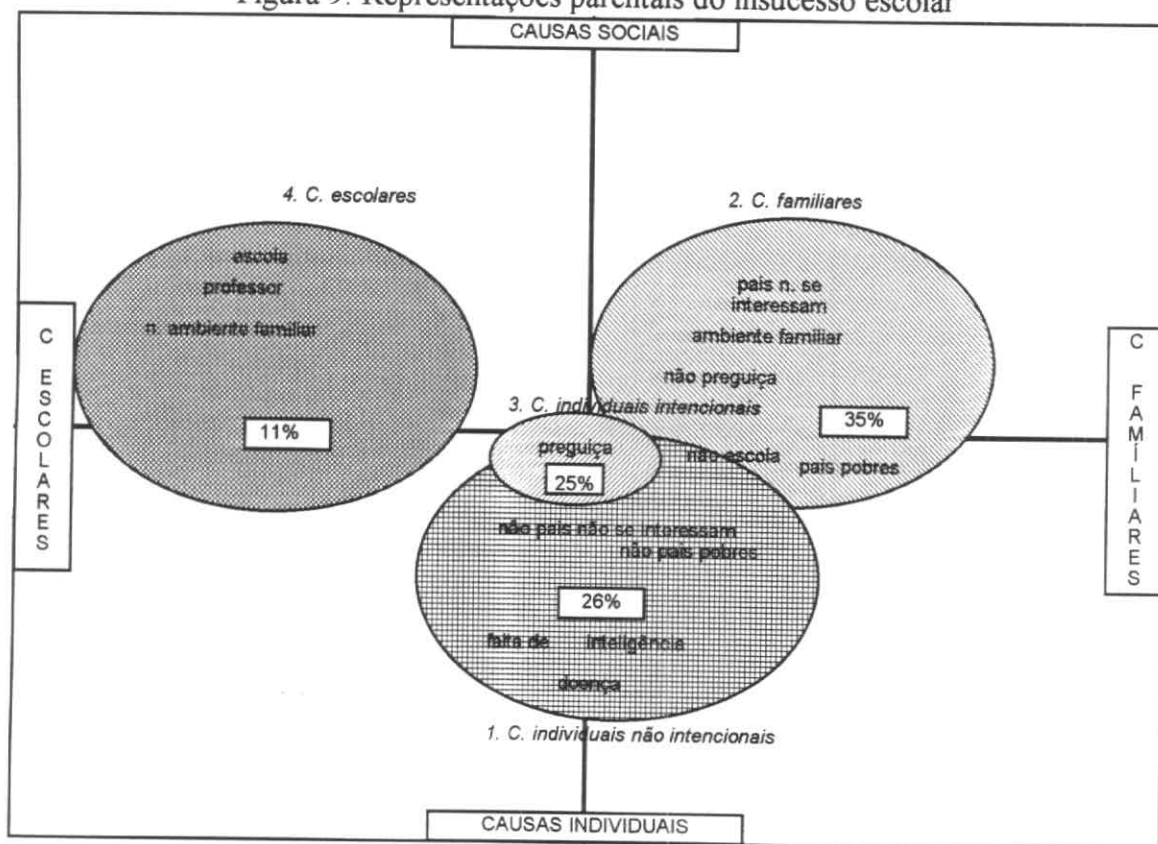 Figura 9. Representações parentais do insucesso escolar
CAUSAS SOCIAIS
4. C. escolares
2. C. familiares
escola
professor
n. ambiente familiar
11%
pais n. se
interessam
ambiente familiar
não preguiça
35%
não escola
pais pobres
3. C. individuais intencionais
preguiça
25%
não pais não se interessam
não pais pobres
26%
falta de inteligência
doença
1. C. individuais não intencionais
C ESCOLARES
C FAMÍLIARES
CAUSAS INDIVIDUAIS